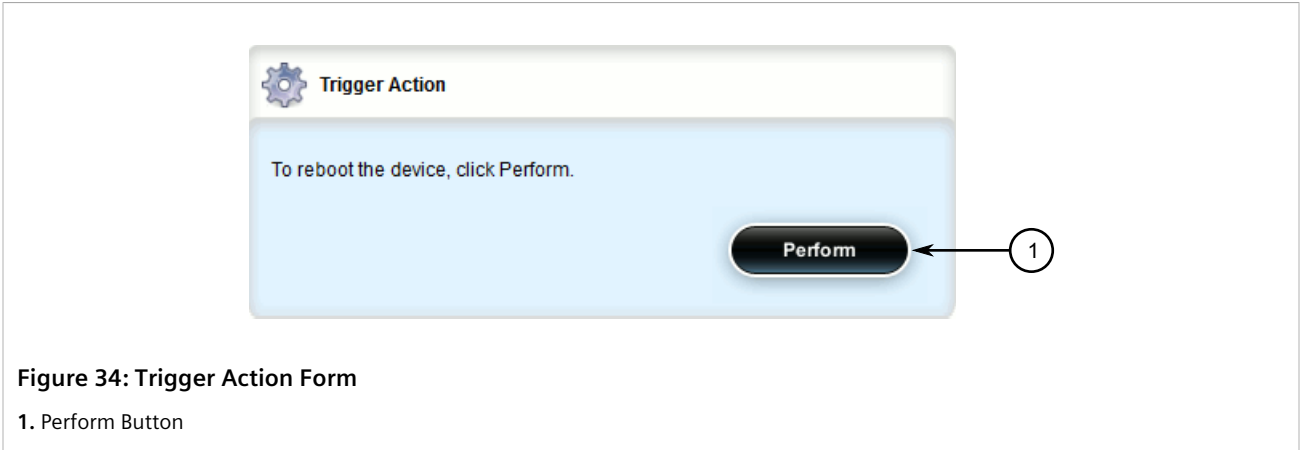 Trigger Action
To reboot the device, click Perform.
Perform
1
Figure 34: Trigger Action Form
1. Perform Button